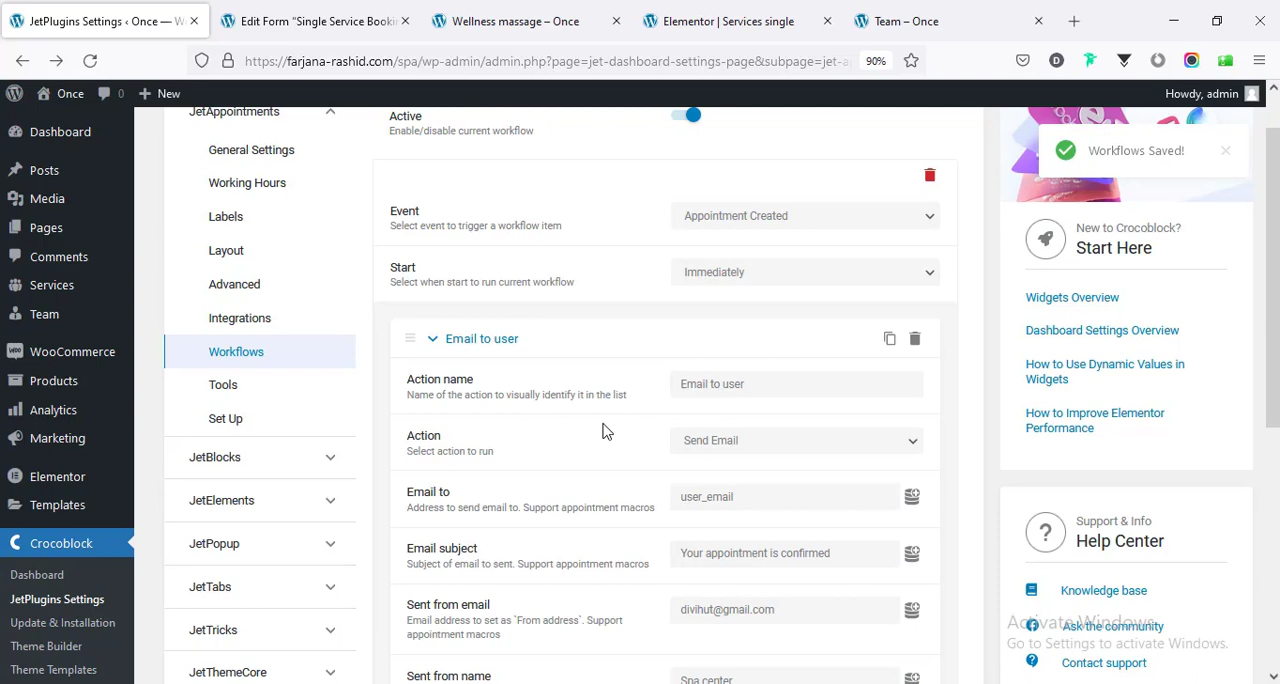 JetPlugins Settings ‹ Once — W
Edit Form "Single Service Bookin
Wellness massage – Once
Elementor | Services single
Team – Once
https://farjana-rashid.com/spa/wp-admin/admin.php?page=jet-dashboard-settings-page&subpage=jet-a
90%
Once
0
New
Howdy, admin
Dashboard
Posts
Media
Pages
Comments
Services
Team
WooCommerce
Products
Analytics
Marketing
Elementor
Templates
Crocoblock
Dashboard
JetPlugins Settings
Update & Installation
Theme Builder
Theme Templates
JetAppointments
General Settings
Working Hours
Labels
Layout
Advanced
Integrations
Workflows
Tools
Set Up
JetBlocks
JetElements
JetPopup
JetTabs
JetTricks
JetThemeCore
Active
Enable/disable current workflow
Event
Select event to trigger a workflow item
Appointment Created
Start
Select when start to run current workflow
Immediately
Email to user
Action name
Name of the action to visually identify it in the list
Email to user
Action
Select action to run
Send Email
Email to
Address to send email to. Support appointment macros
user_email
Email subject
Subject of email to sent. Support appointment macros
Your appointment is confirmed
Sent from email
Email address to set as `From address`. Support
appointment macros
divihut@gmail.com
Sent from name
Spa center
Workflows Saved!
New to Crocoblock?
Start Here
Widgets Overview
Dashboard Settings Overview
How to Use Dynamic Values in
Widgets
How to Improve Elementor
Performance
Support & Info
Help Center
Knowledge base
Ask the community
Contact support
Activate Windows
Go to Settings to activate Windows.